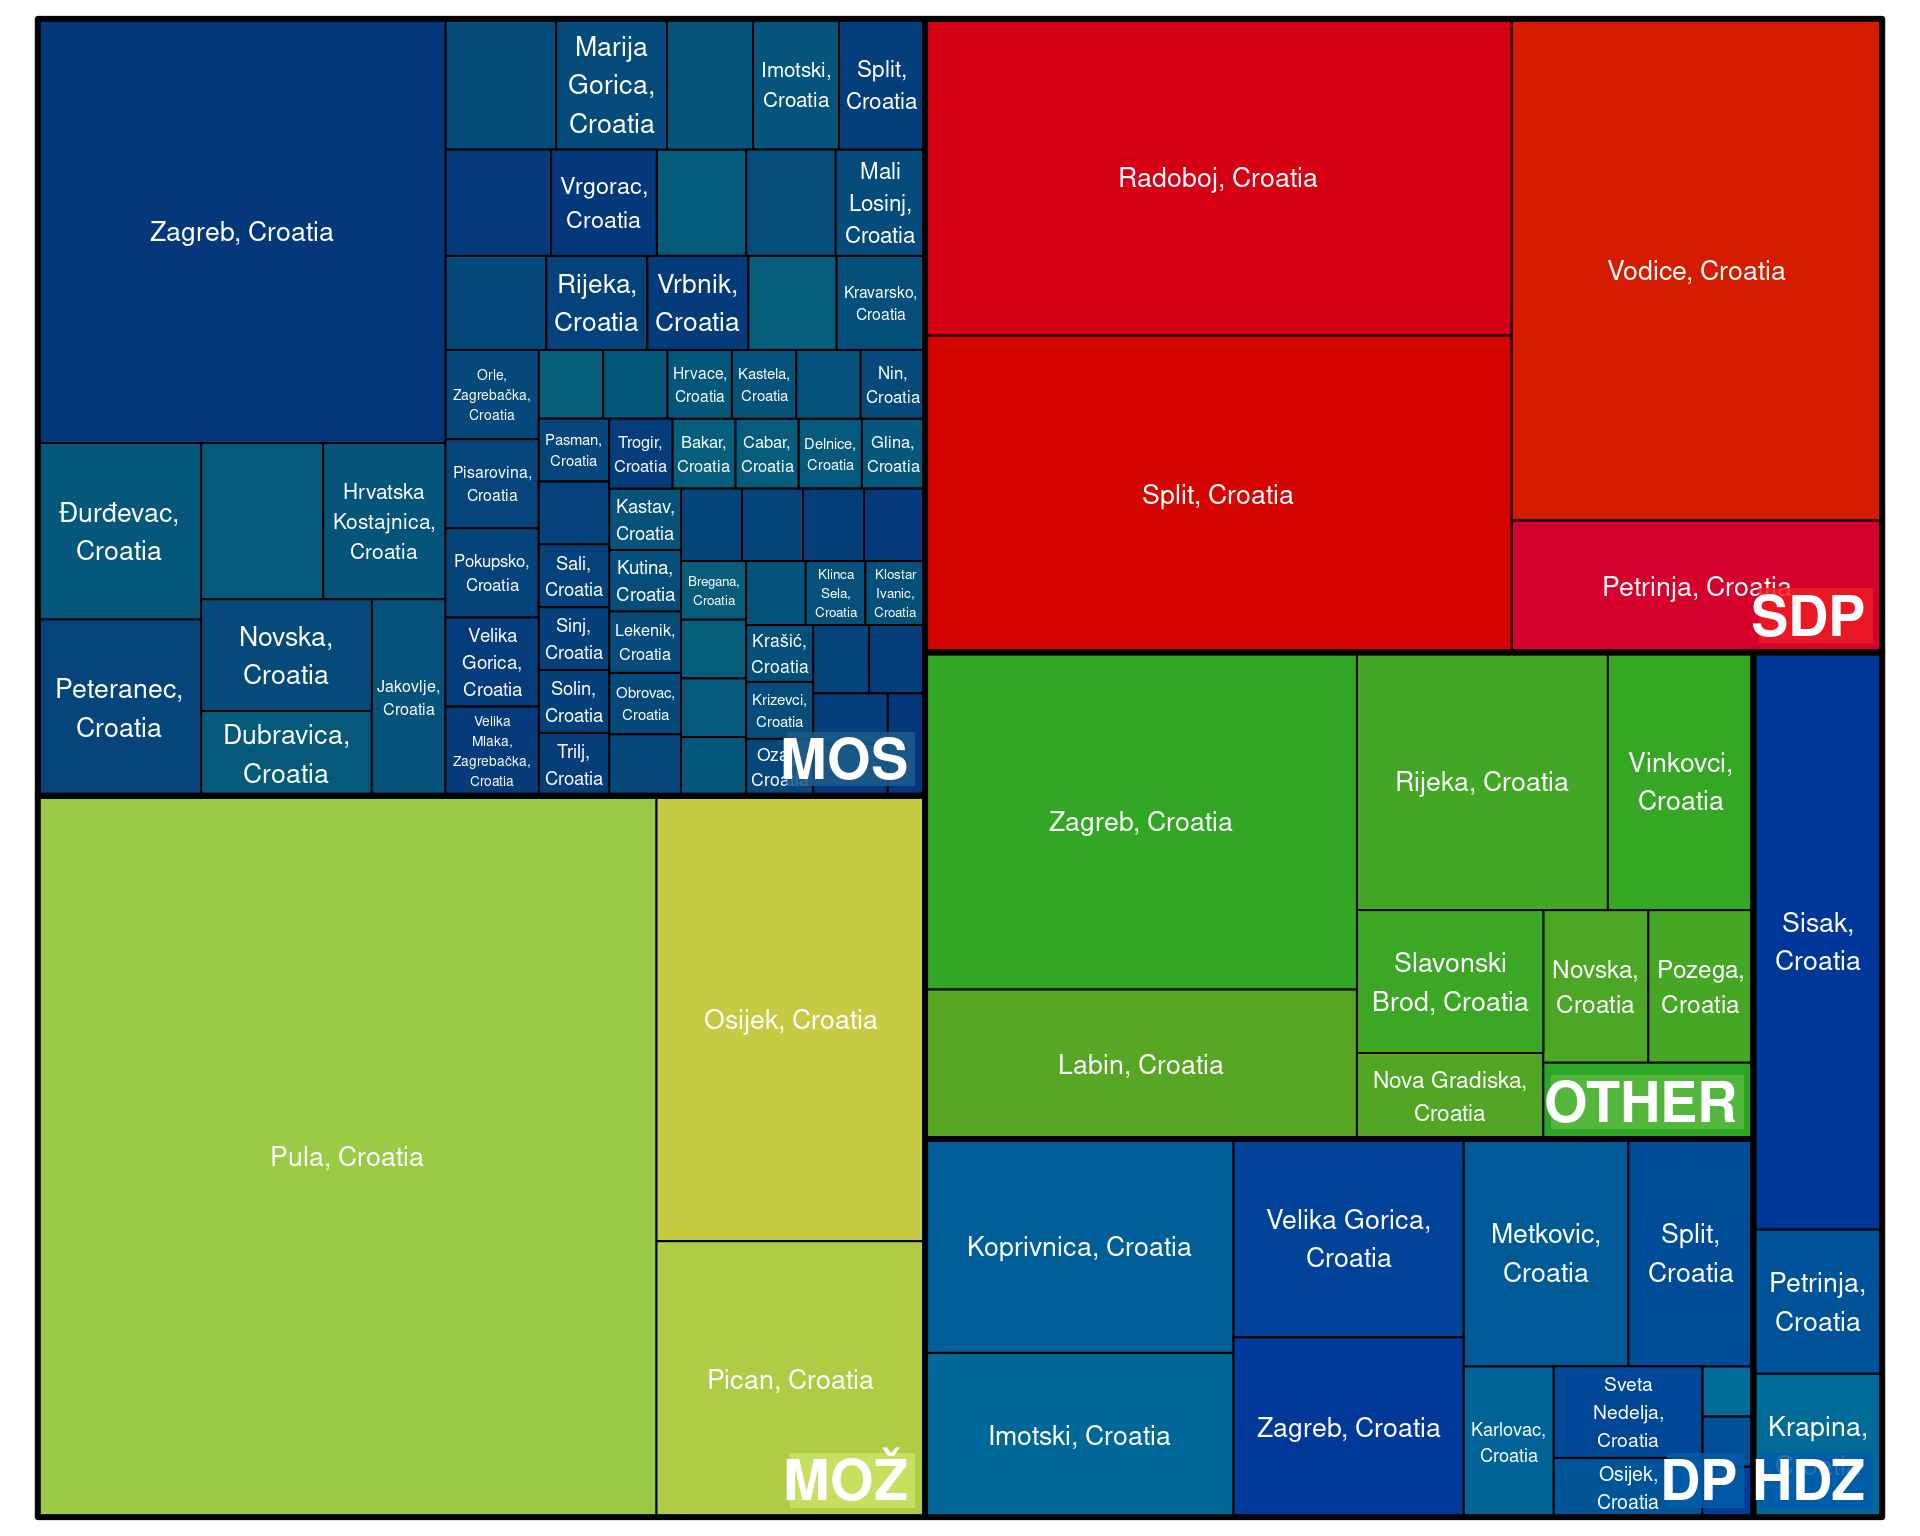 Zagreb, Croatia
Marija
Gorica,
Croatia
Imotski,
Croatia
Split,
Croatia
Vrgorac,
Croatia
Mali
Losinj,
Croatia
Rijeka,
Croatia
Vrbnik,
Croatia
Kravarsko,
Croatia
Orle,
Zagrebačka,
Croatia
Hrvace,
Croatia
Kastela,
Croatia
Nin,
Croatia
Pasman,
Croatia
Trogir,
Croatia
Bakar,
Croatia
Cabar,
Croatia
Delnice,
Croatia
Glina,
Croatia
Pisarovina,
Croatia
Kastav,
Croatia
Pokupsko,
Croatia
Sali,
Croatia
Kutina,
Croatia
Bregana,
Croatia
Klinca
Sela,
Croatia
Klostar
Ivanic,
Croatia
Velika
Gorica,
Croatia
Sinj,
Croatia
Lekenik,
Croatia
Krašić,
Croatia
Solin,
Croatia
Obrovac,
Croatia
Krizevci,
Croatia
Velika
Mlaka,
Zagrebačka,
Croatia
Trilj,
Croatia
Đurđevac,
Croatia
Hrvatska
Kostajnica,
Croatia
Peteranec,
Croatia
Novska,
Croatia
Jakovlje,
Croatia
Dubravica,
Croatia
MOS
Pula, Croatia
Osijek, Croatia
Pican, Croatia
MOŽ
Radoboj, Croatia
Split, Croatia
Vodice, Croatia
Petrinja, Croatia
SDP
Zagreb, Croatia
Labin, Croatia
Rijeka, Croatia
Vinkovci,
Croatia
Slavonski
Brod, Croatia
Novska,
Croatia
Pozega,
Croatia
Nova Gradiska,
Croatia
OTHER
Koprivnica, Croatia
Imotski, Croatia
Velika Gorica,
Croatia
Zagreb, Croatia
Metkovic,
Croatia
Split,
Croatia
Karlovac,
Croatia
Sveta
Nedelja,
Croatia
Osijek,
Croatia
DP
Sisak,
Croatia
Petrinja,
Croatia
Krapina,
HDZ